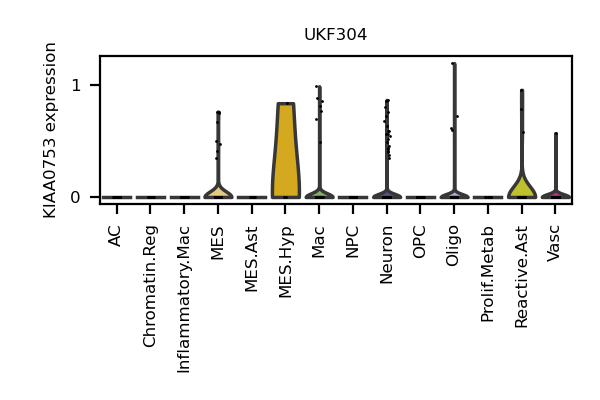 UKF304
KIAA0753 expression
1
0
AC
Chromatin.Reg
Inflammatory.Mac
MES
MES.Ast
MES.Hyp
Mac
NPC
Neuron
OPC
Oligo
Prolif.Metab
Reactive.Ast
Vasc